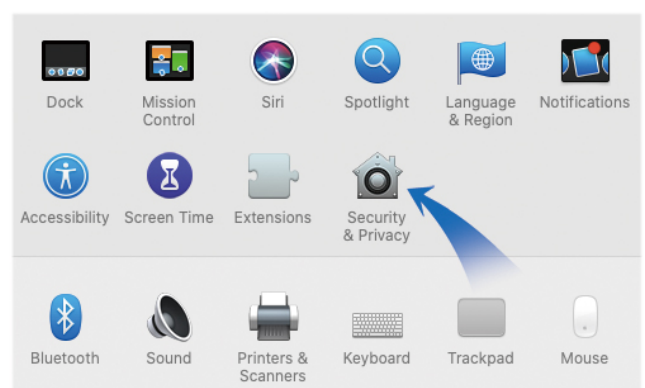 Dock
Mission
Control
Siri
Spotlight
Language
& Region
Notifications
Accessibility
Screen Time
Extensions
Security
& Privacy
Bluetooth
Sound
Printers &
Scanners
Keyboard
Trackpad
Mouse